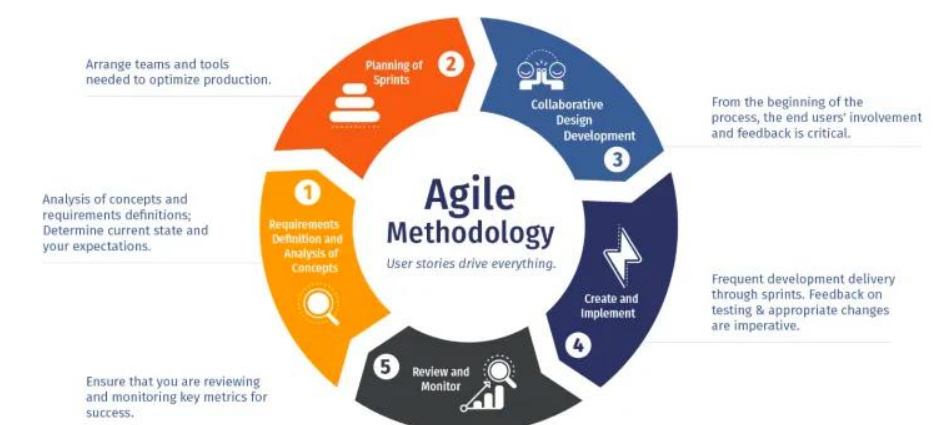 Arrange teams and tools
needed to optimize production.
Planning of
Sprints
2
Collaborative
Design
Development
3
From the beginning of the
process, the end users' involvement
and feedback is critical.
Analysis of concepts and
requirements definitions;
Determine current state and
your expectations.
1
Requirements
Definition and
Analysis of
Concepts
Agile
Methodology
User stories drive everything.
Create and
Implement
4
Frequent development delivery
through sprints. Feedback on
testing & appropriate changes
are imperative.
5
Review and
Monitor
Ensure that you are reviewing
and monitoring key metrics for
success.